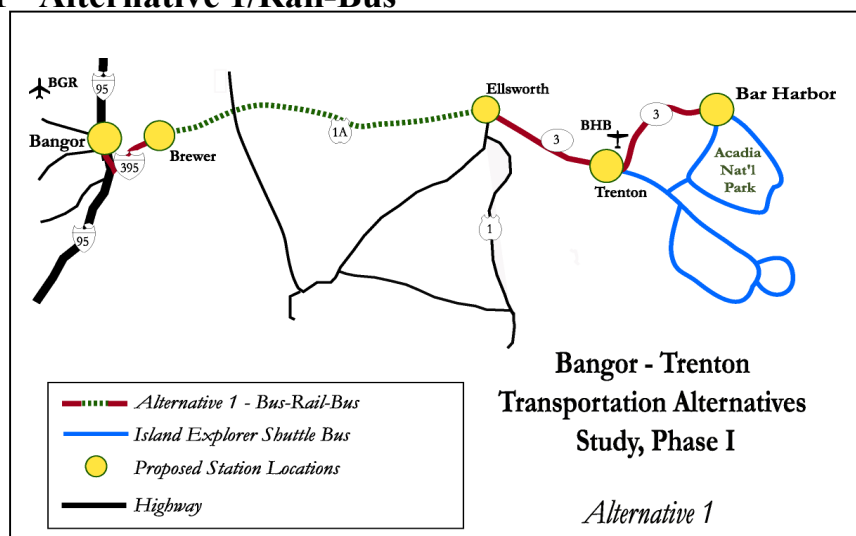 Alternative 1/Rail-Bus
BGR
95
Bangor
395
Brewer
1A
Ellsworth
3
BHB
Trenton
3
Bar Harbor
Acadia
Nat'l
Park
95
1
Bangor - Trenton
Transportation Alternatives
Study, Phase I
Alternative 1
Alternative 1 - Bus-Rail-Bus
Island Explorer Shuttle Bus
Proposed Station Locations
Highway